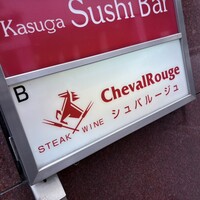 Kasuga Sushi Bar
B
ChevalRouge
シュバルージュ
STEAK WINE